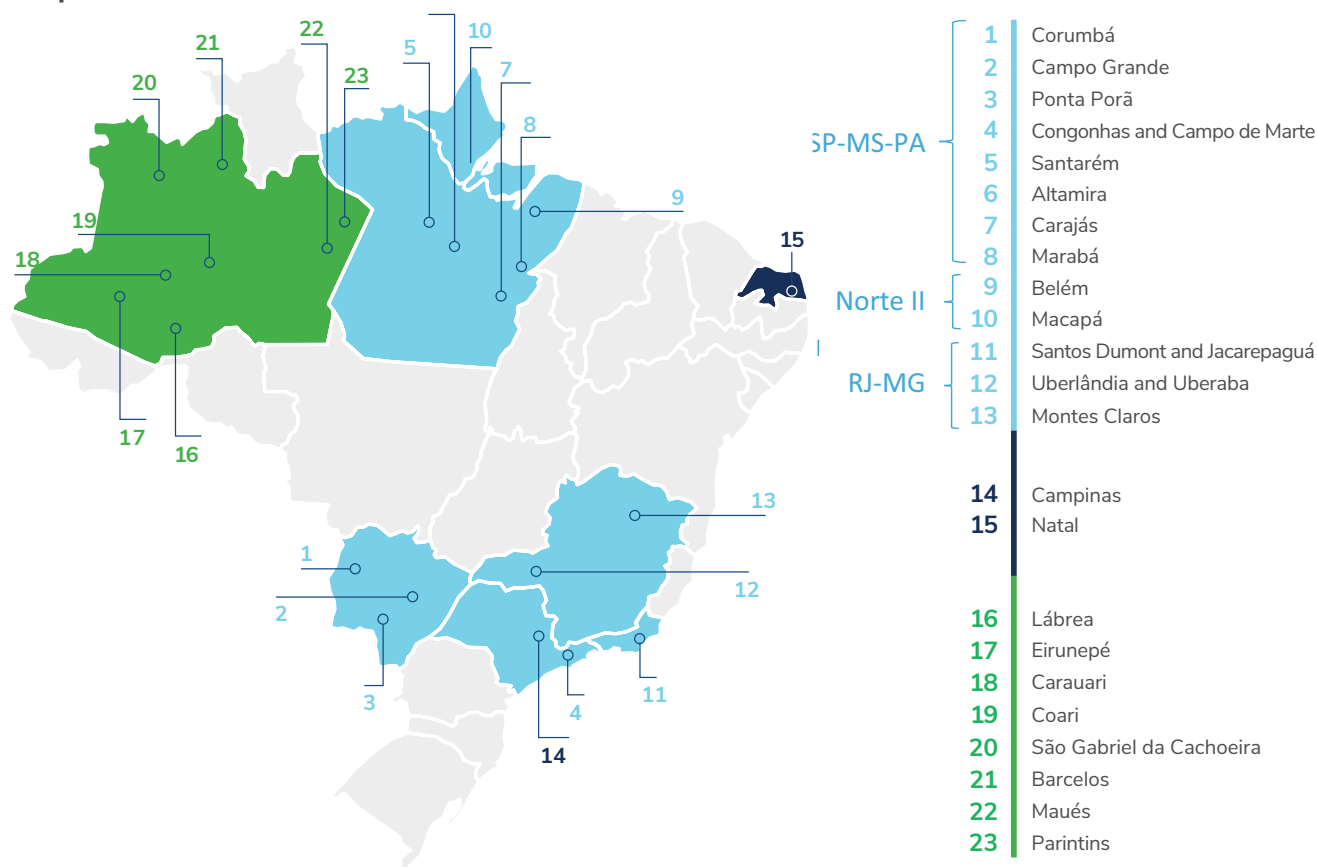 22
10
21
5
7
20
23
8
9
19
15
18
17
16
13
1
12
2
11
3
4
14
SP-MS-PA
1 Corumbá
2 Campo Grande
3 Ponta Porã
4 Congonhas and Campo de Marte
5 Santarém
6 Altamira
7 Carajás
8 Marabá
Norte II
9 Belém
10 Macapá
RJ-MG
11 Santos Dumont and Jacarepaguá
12 Uberlândia and Uberaba
13 Montes Claros
14 Campinas
15 Natal
16 Lábrea
17 Eirunepé
18 Carauari
19 Coari
20 São Gabriel da Cachoeira
21 Barcelos
22 Maués
23 Parintins